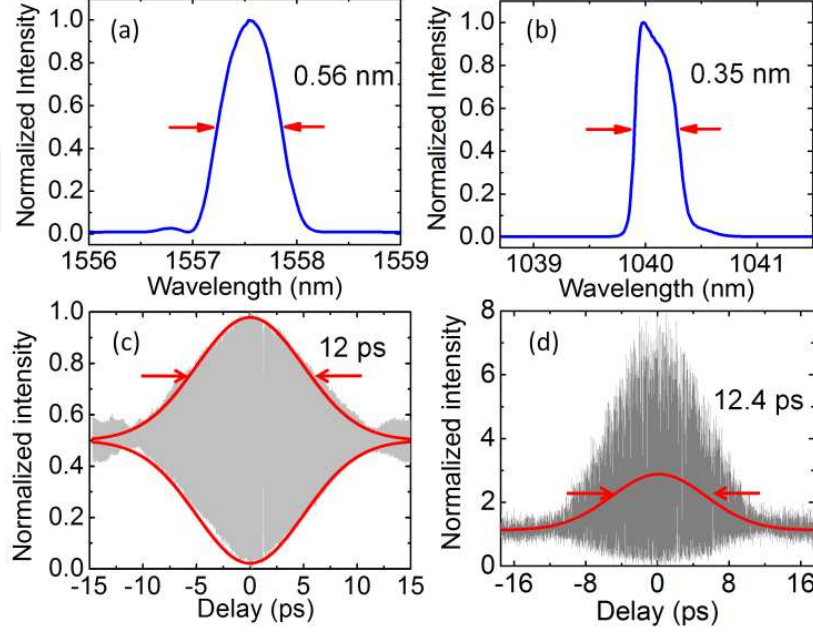 (a)
0.56 nm
Normalized Intensity
1.0
0.8
0.6
0.4
0.2
0.0
1556 1557 1558 1559
Wavelength (nm)
(b)
0.35 nm
Normalized Intensity
1.0
0.8
0.6
0.4
0.2
0.0
1039 1040 1041
Wavelength (nm)
(c)
12 ps
Normalized intensity
1.0
0.8
0.6
0.4
0.2
0.0
-15 -10 -5 0 5 10 15
Delay (ps)
(d)
12.4 ps
Normalized intensity
8
6
4
2
0
-16 -8 0 8 16
Delay (ps)